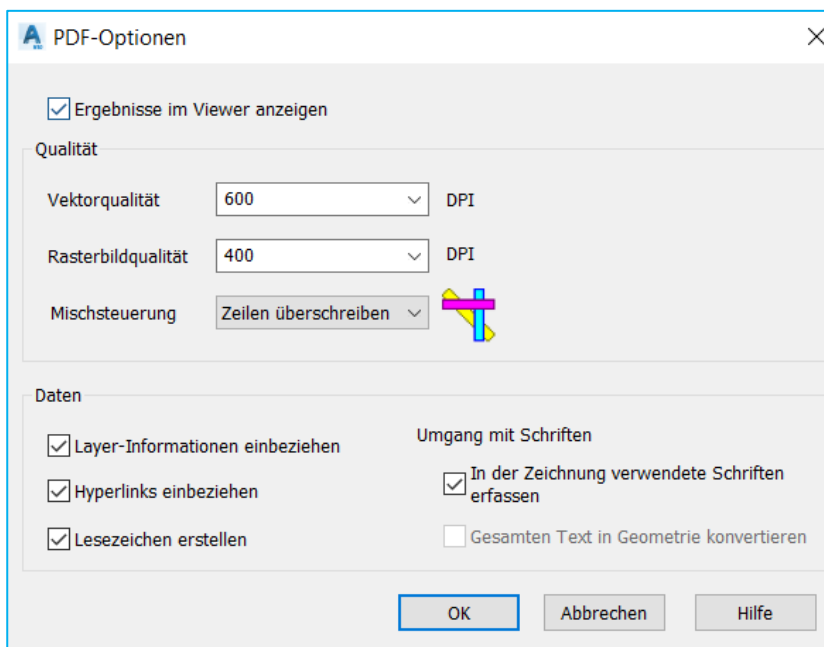 PDF-Optionen
Ergebnisse im Viewer anzeigen
Qualität
Vektorqualität 600 DPI
Rasterbildqualität 400 DPI
Mischsteuerung Zeilen überschreiben
Daten
Layer-Informationen einbeziehen
Hyperlinks einbeziehen
Lesezeichen erstellen
Umgang mit Schriften
In der Zeichnung verwendete Schriften
erfassen
Gesamten Text in Geometrie konvertieren
OK Abbrechen Hilfe